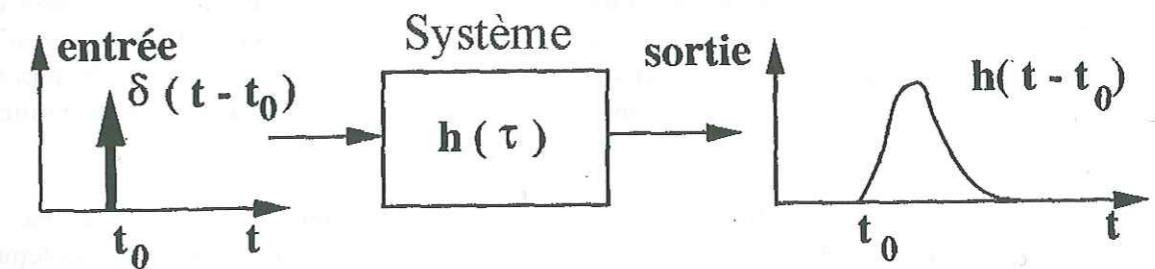 entrée
δ ( t - t₀)
t₀
t
Système
h ( τ )
sortie
h( t - t₀)
t₀
t